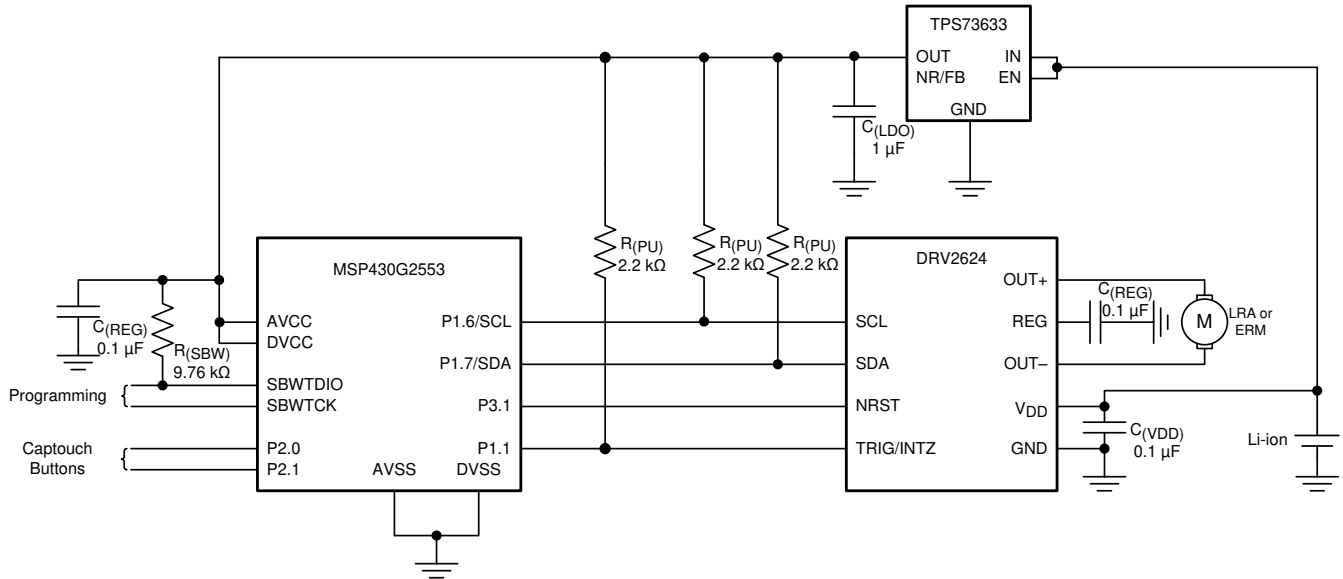 TPS73633
OUT
IN
NR/FB
EN
GND
C(LDO)
1 µF
R(PU)
2.2 kΩ
R(PU)
2.2 kΩ
R(PU)
2.2 kΩ
MSP430G2553
DRV2624
OUT+
C(REG)
0.1 µF
REG
M
LRA or
ERM
OUT–
C(REG)
0.1 µF
R(SBW)
9.76 kΩ
AVCC
DVCC
P1.6/SCL
SCL
P1.7/SDA
SDA
Programming
SBWTDIO
SBWTCK
P3.1
NRST
VDD
C(VDD)
0.1 µF
Li-ion
Captouch
Buttons
P2.0
P2.1
P1.1
TRIG/INTZ
GND
AVSS
DVSS